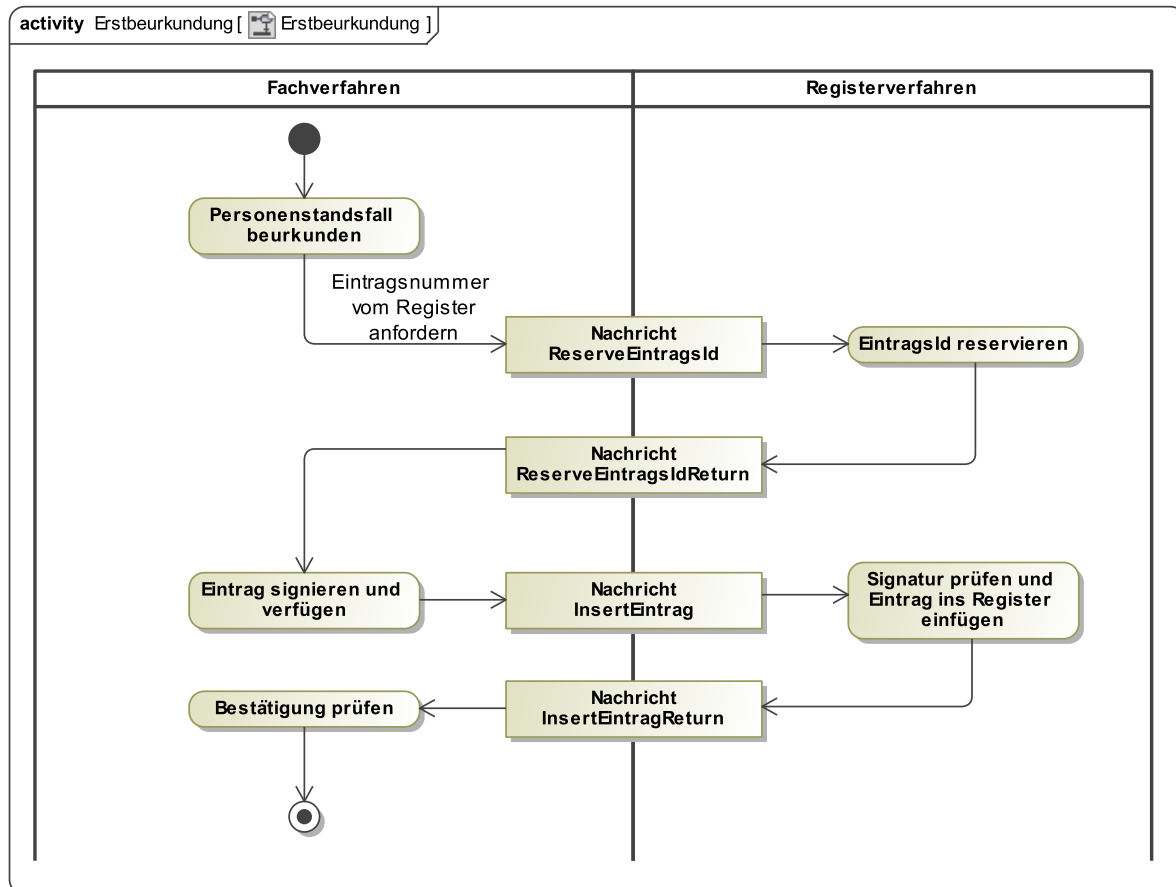 activity Erstbeurkundung [ Erstbeurkundung ]
Fachverfahren
Registerverfahren
Personenstandsfall
beurkunden
Eintragsnummer
vom Register
anfordern
Nachricht
ReserveEintragsId
EintragsId reservieren
Nachricht
ReserveEintragsIdReturn
Eintrag signieren und
verfügen
Nachricht
InsertEintrag
Signatur prüfen und
Eintrag ins Register
einfügen
Bestätigung prüfen
Nachricht
InsertEintragReturn